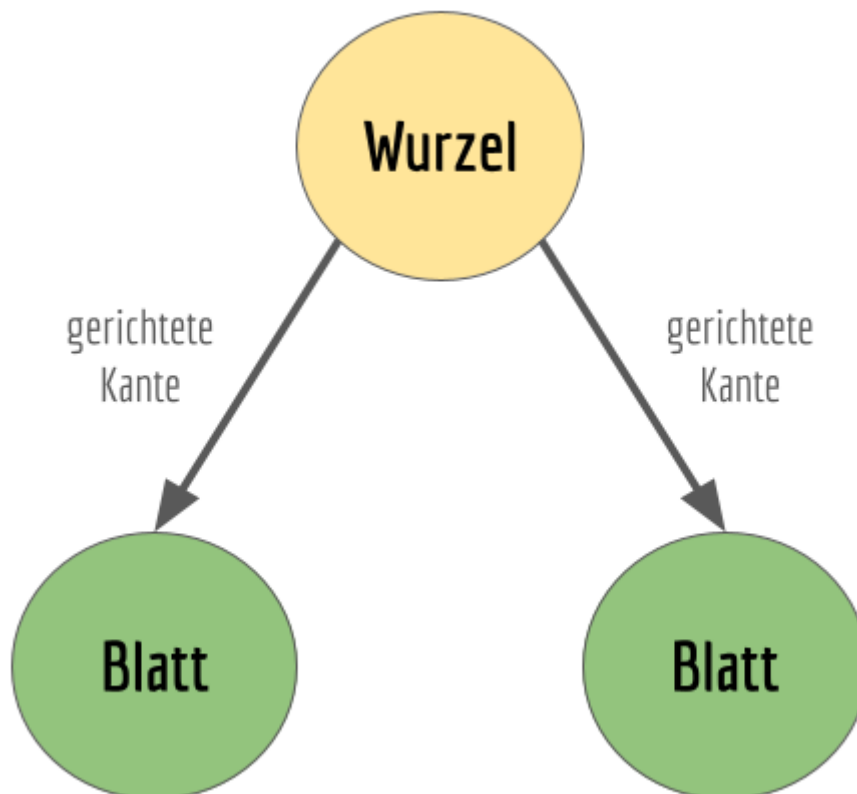 Wurzel
gerichtete
Kante
gerichtete
Kante
Blatt
Blatt